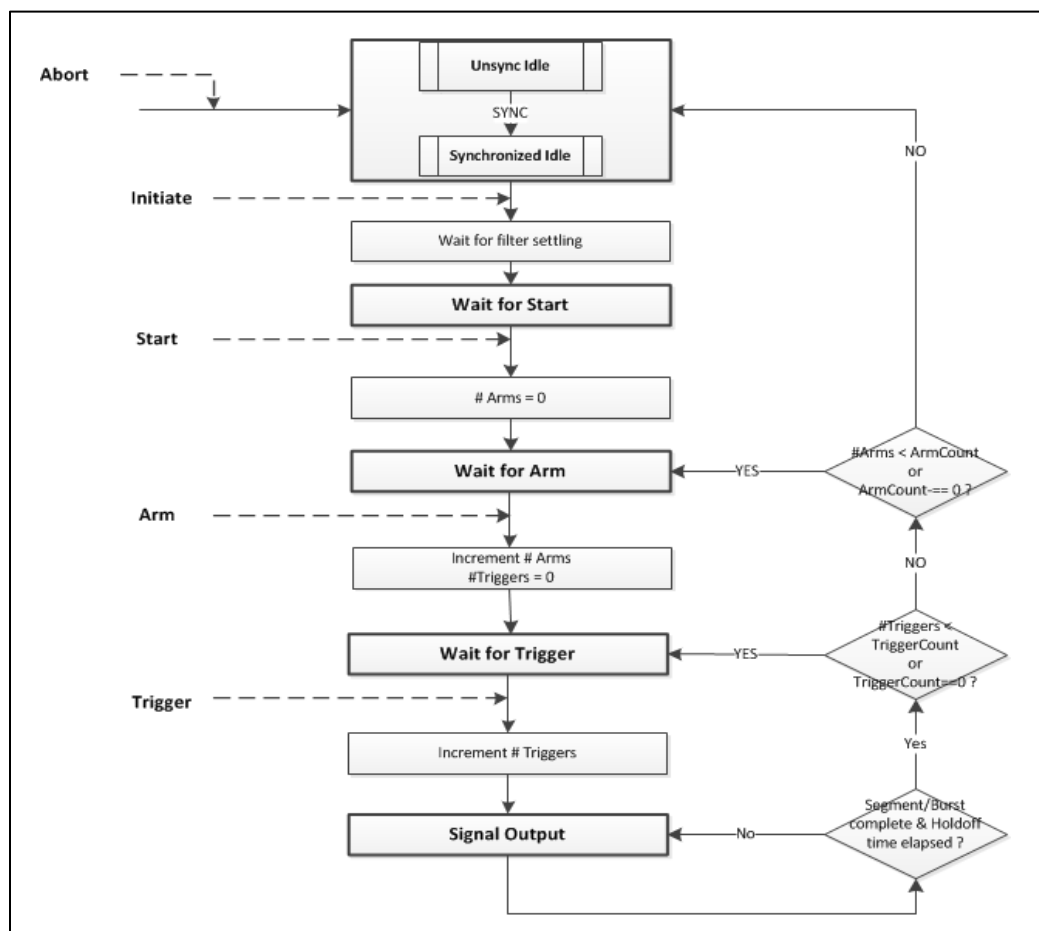 Unsync Idle
Abort
SYNC
Synchronized Idle
NO
Initiate
Wait for filter settling
Wait for Start
Start
# Arms = 0
#Arms < ArmCount
or
ArmCount-== 0 ?
Wait for Arm
YES
Arm
Increment # Arms
#Triggers = 0
NO
#Triggers <
TriggerCount
or
TriggerCount==0 ?
Wait for Trigger
YES
Trigger
Increment # Triggers
Yes
Segment/Burst
complete & Holdoff
time elapsed ?
Signal Output
No